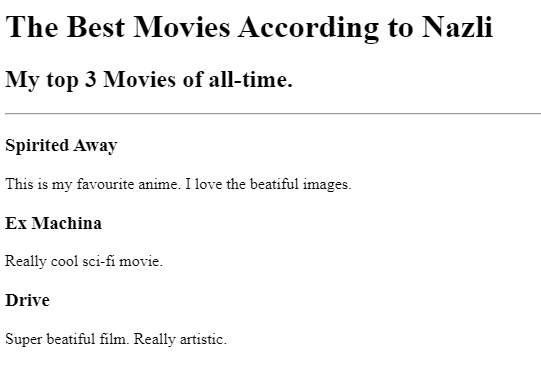 The Best Movies According to Nazli
My top 3 Movies of all-time.
Spirited Away
This is my favourite anime. I love the beatiful images.
Ex Machina
Really cool sci-fi movie.
Drive
Super beatiful film. Really artistic.